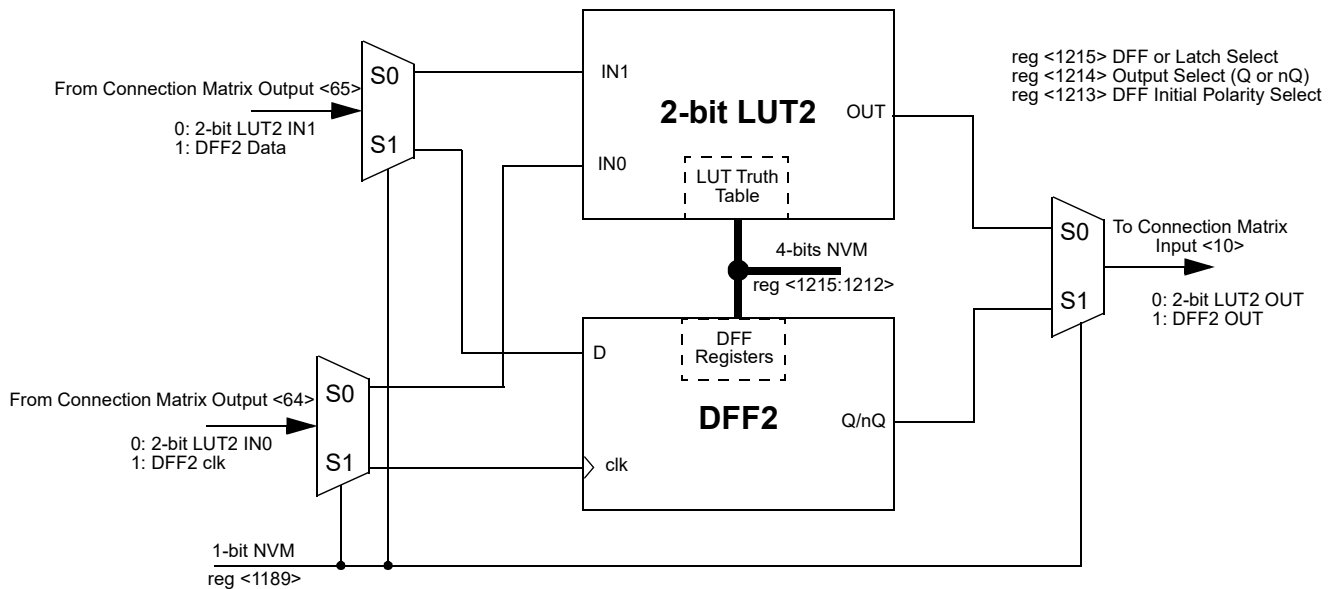 From Connection Matrix Output <65>
0: 2-bit LUT2 IN1
1: DFF2 Data
S0
S1
IN1
IN0
2-bit LUT2
OUT
LUT Truth
Table
reg <1215> DFF or Latch Select
reg <1214> Output Select (Q or nQ)
reg <1213> DFF Initial Polarity Select
4-bits NVM
reg <1215:1212>
S0
S1
To Connection Matrix
Input <10>
0: 2-bit LUT2 OUT
1: DFF2 OUT
From Connection Matrix Output <64>
0: 2-bit LUT2 IN0
1: DFF2 clk
S0
S1
D
clk
DFF
Registers
DFF2
Q/nQ
1-bit NVM
reg <1189>